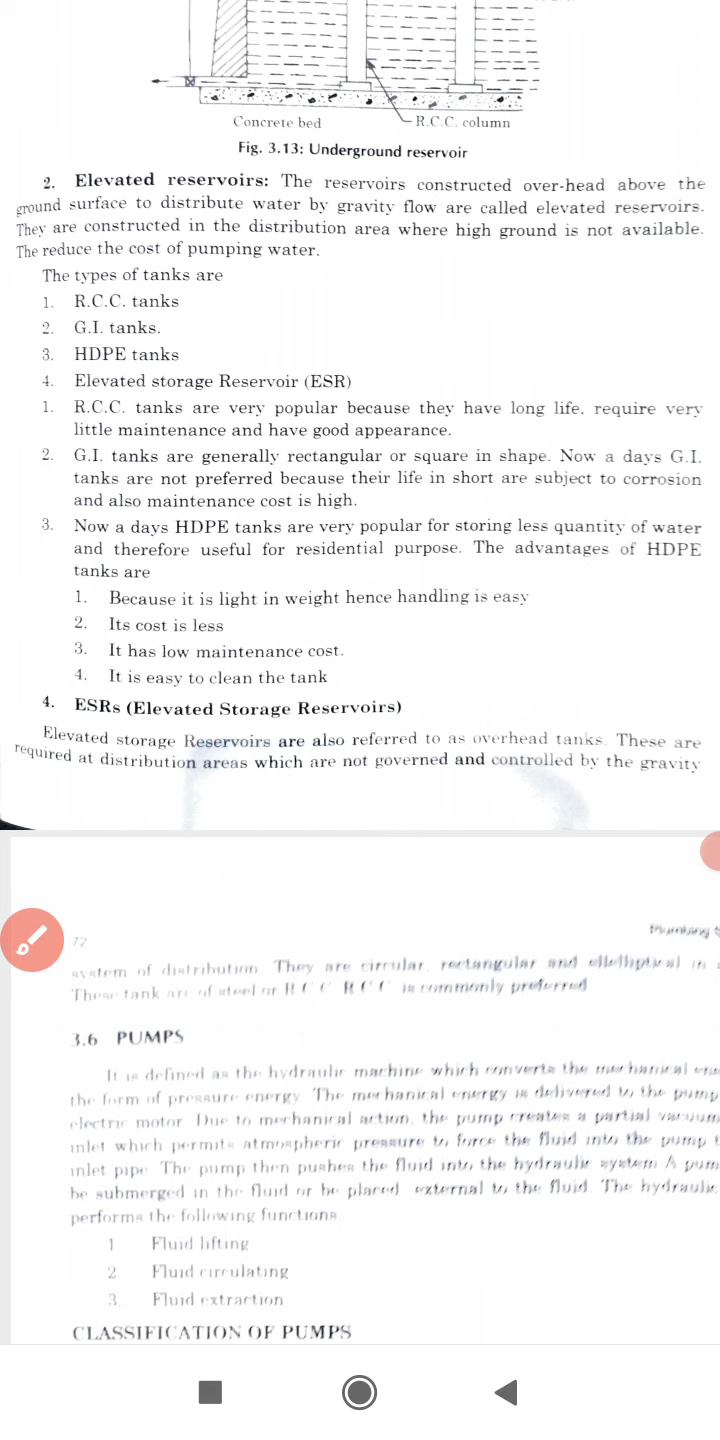 Concrete bed
R.C.C. column
Fig. 3.13: Underground reservoir
2. Elevated reservoirs: The reservoirs constructed over-head above the
ground surface to distribute water by gravity flow are called elevated reservoirs.
They are constructed in the distribution area where high ground is not available.
The reduce the cost of pumping water.
The types of tanks are
1. R.C.C. tanks
2. G.I. tanks.
3. HDPE tanks
4. Elevated storage Reservoir (ESR)
1. R.C.C. tanks are very popular because they have long life. require very
little maintenance and have good appearance.
2. G.I. tanks are generally rectangular or square in shape. Now a days G.I.
tanks are not preferred because their life in short are subject to corrosion
and also maintenance cost is high.
3. Now a days HDPE tanks are very popular for storing less quantity of water
and therefore useful for residential purpose. The advantages of HDPE
tanks are
1. Because it is light in weight hence handling is easy
2. Its cost is less
3. It has low maintenance cost.
4. It is easy to clean the tank
4. ESRs (Elevated Storage Reservoirs)
Elevated storage Reservoirs are also referred to as overhead tanks. These are
required at distribution areas which are not governed and controlled by the gravity
72
Plumbing
system of distribution. They are circular, rectangular and in
These tank are of steel or R.C.C. R.C.C. is commonly preferred
3.6 PUMPS
It is defined as the hydraulic machine which converts the mechanical
the form of pressure energy. The mechanical energy is delivered to the pump
electric motor. Due to mechanical action, the pump creates a partial vacuum
inlet which permits atmospheric pressure to force the fluid into the pump
inlet pipe. The pump then pushes the fluid into the hydraulic system. A pum
be submerged in the fluid or be placed external to the fluid. The hydraulic
performs the following functions.
1 Fluid lifting
2 Fluid circulating
3. Fluid extraction
CLASSIFICATION OF PUMPS